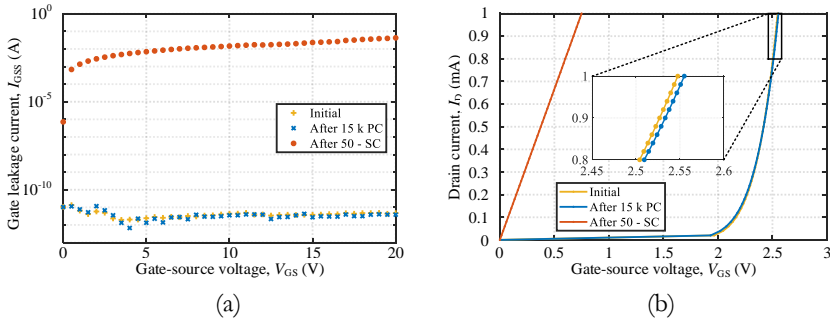 Gate leakage current, I_GSS (A)
10^0
10^-5
10^-10
0
5
10
15
20
Gate-source voltage, V_GS (V)
Initial
After 15 k PC
After 50 - SC
(a)
Drain current, I_D (mA)
1
0.9
0.8
0.7
0.6
0.5
0.4
0.3
0.2
0.1
0
0
0.5
1
1.5
2
2.5
3
Gate-source voltage, V_GS (V)
1
0.9
0.8
2.45
2.5
2.55
2.6
Initial
After 15 k PC
After 50 - SC
(b)